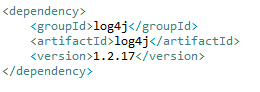 <dependency>
    <groupId>log4j</groupId>
    <artifactId>log4j</artifactId>
    <version>1.2.17</version>
</dependency>